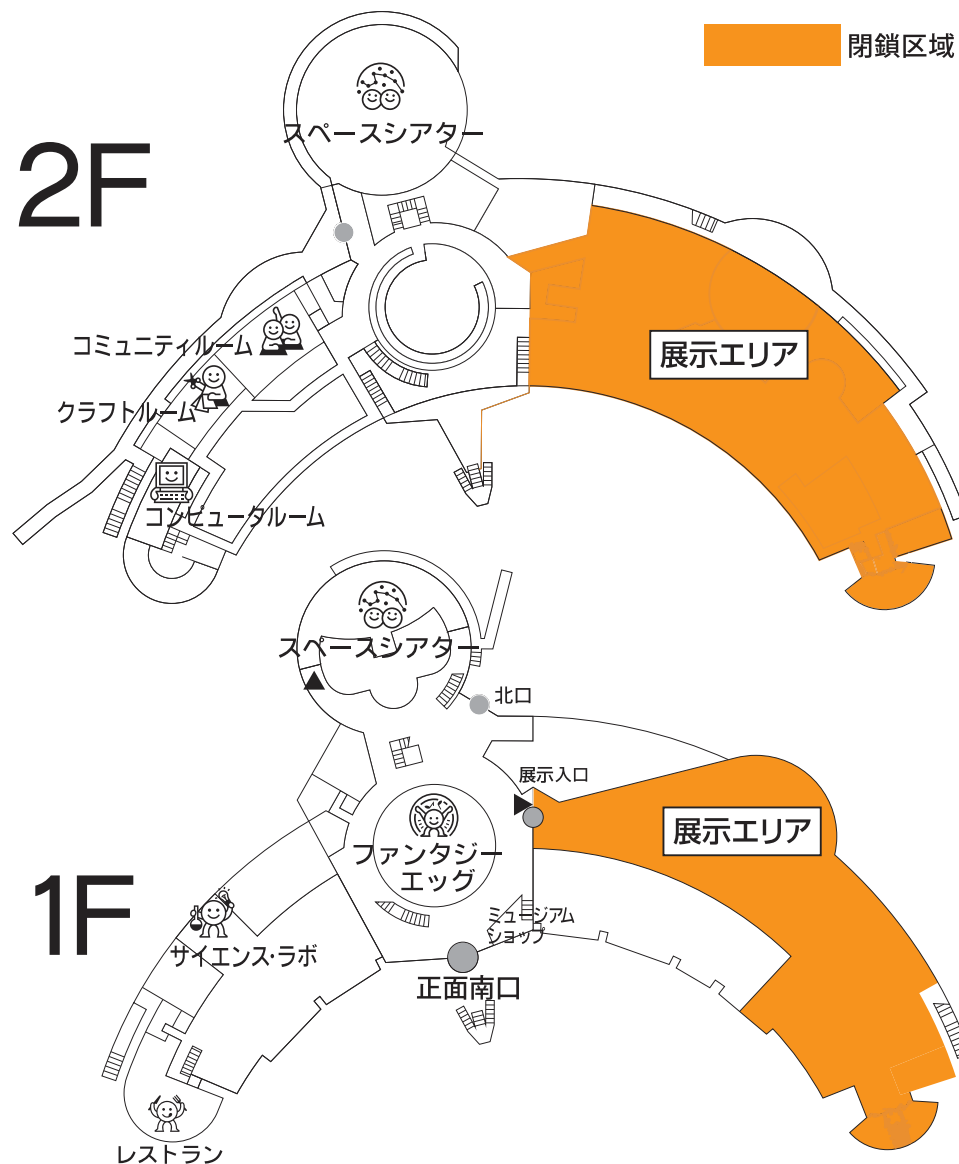 閉鎖区域
2F
スペースシアター
コミュニティルーム
展示エリア
クラフトルーム
コンピュータルーム
1F
スペースシアター
北口
展示入口
展示エリア
ファンタジー
エッグ
ミュージアム
ショップ
サイエンス・ラボ
正面南口
レストラン